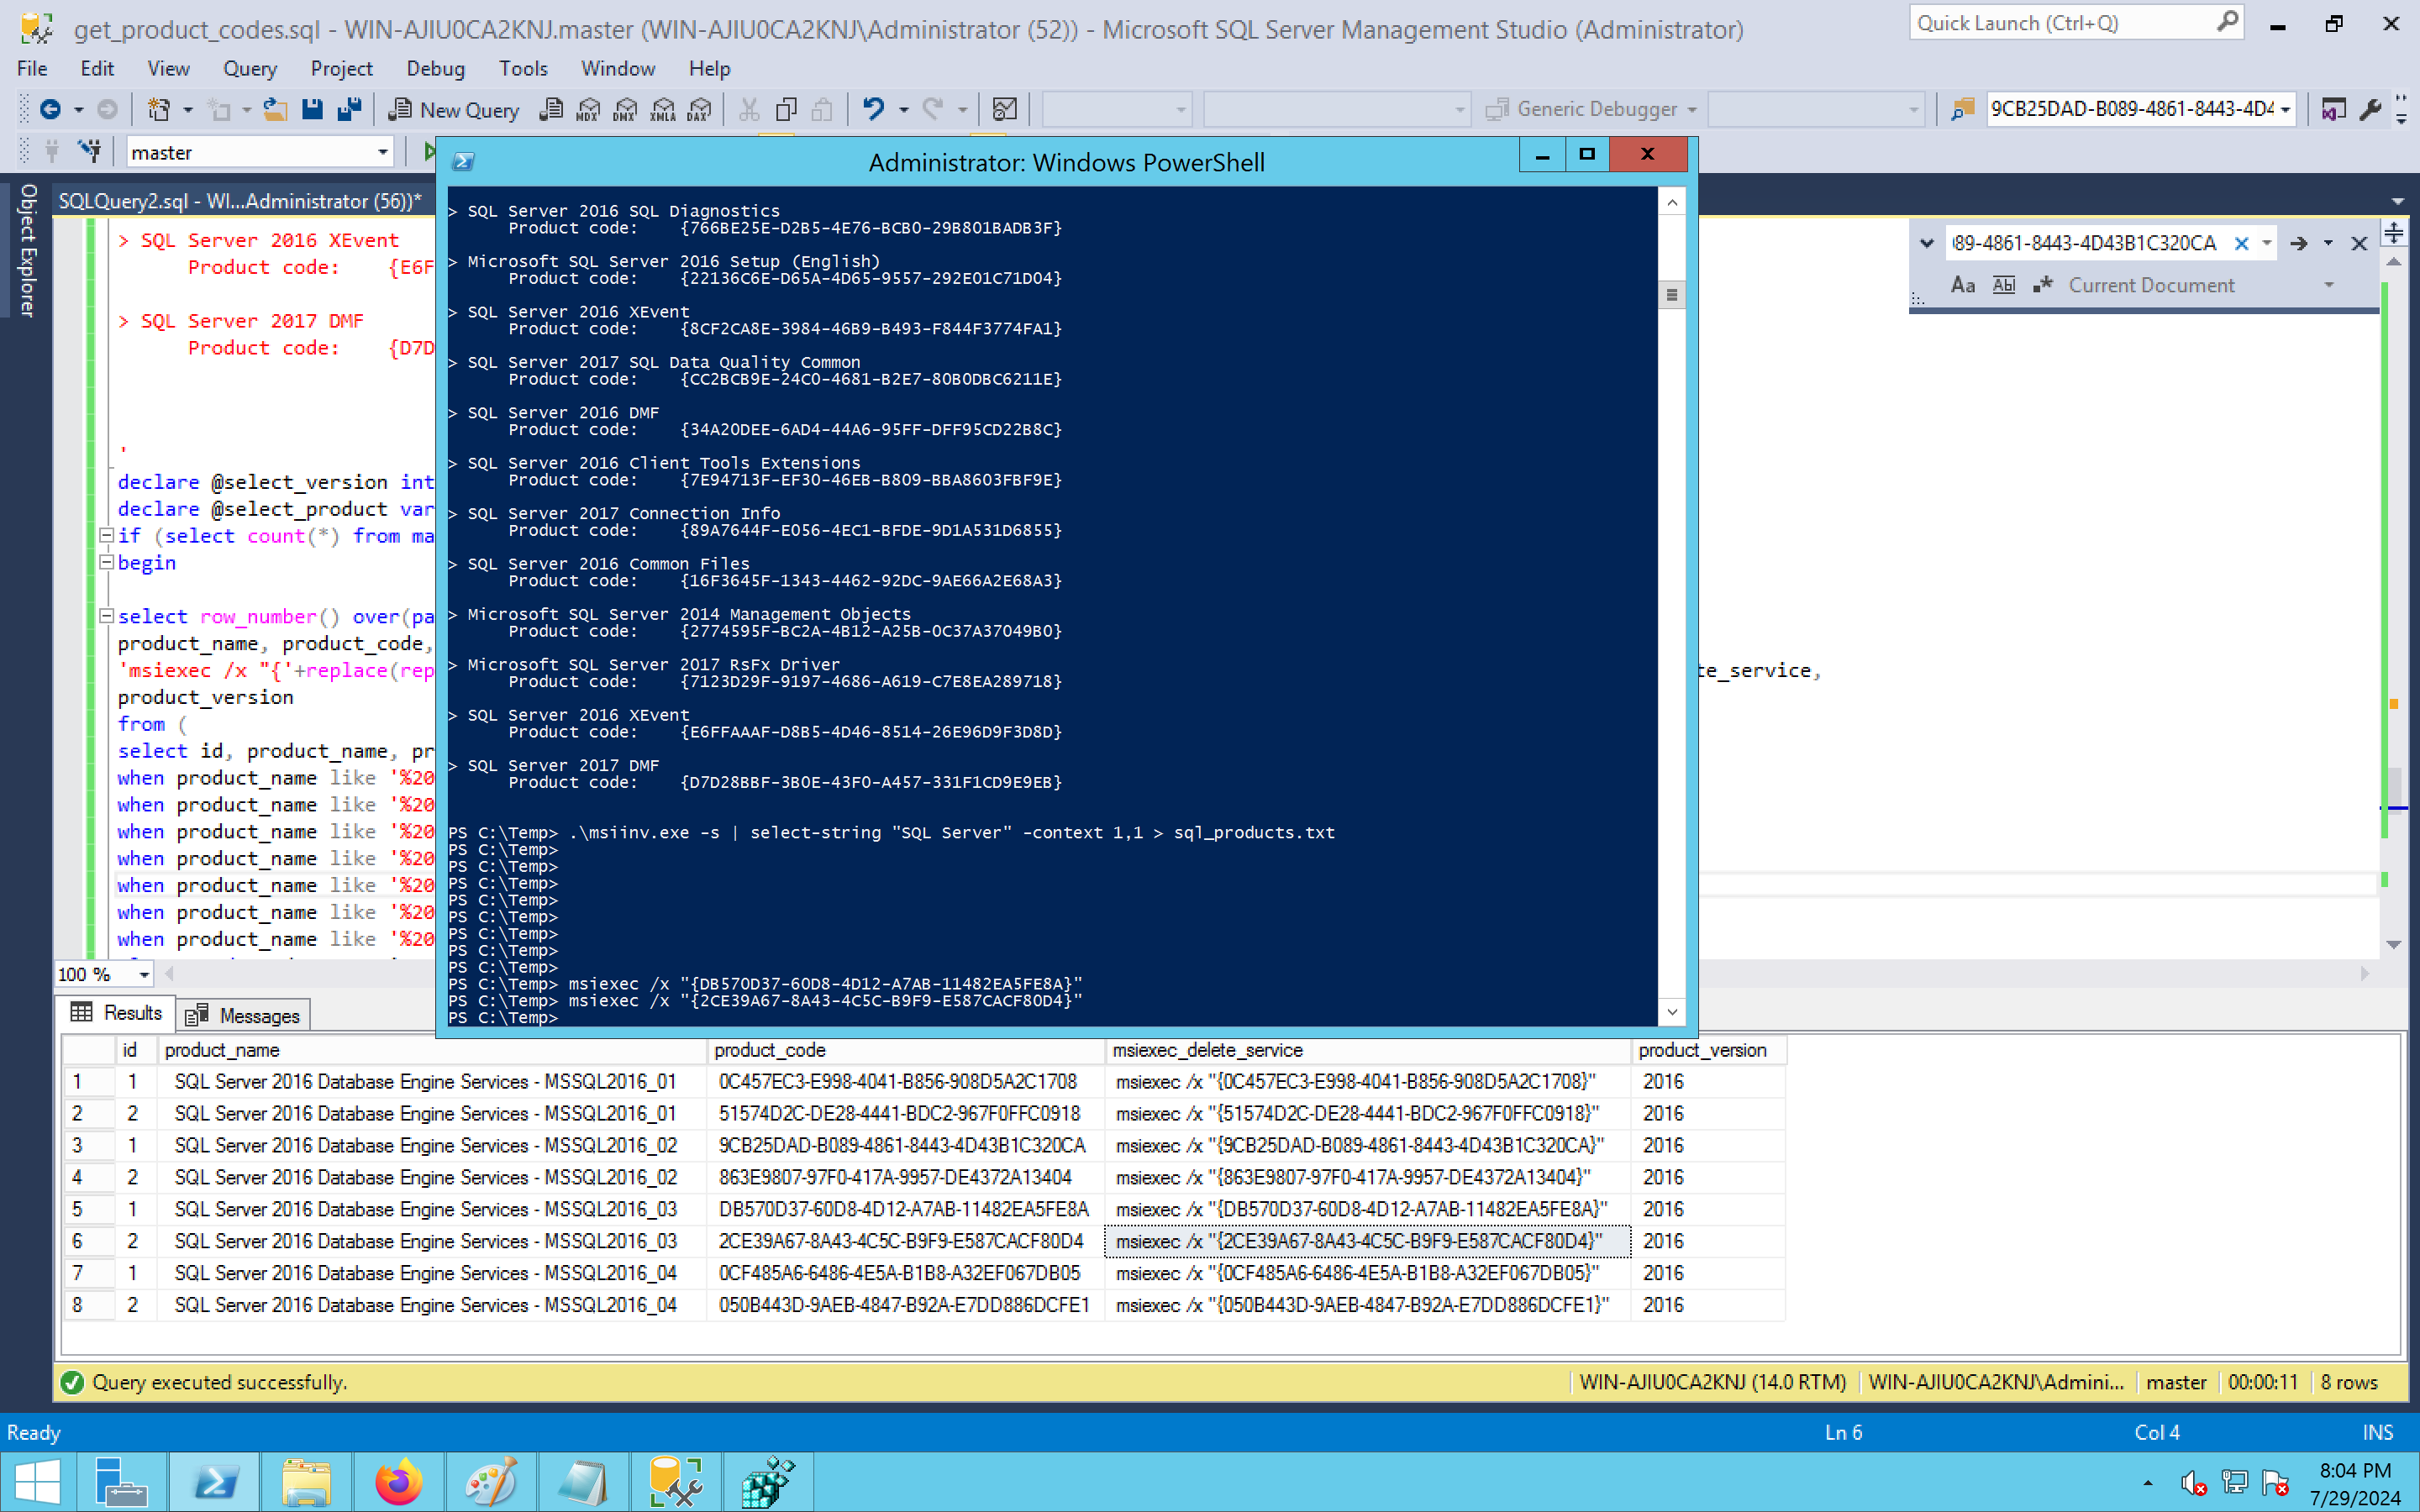 get_product_codes.sql - WIN-AJIU0CA2KNJ.master (WIN-AJIU0CA2KNJ\Administrator (52)) - Microsoft SQL Server Management Studio (Administrator)
Quick Launch (Ctrl+Q)
File Edit View Query Project Debug Tools Window Help
New Query MDX DMX XMLA DAX Generic Debugger 9CB25DAD-B089-4861-8443-4D4
master
Administrator: Windows PowerShell
Object Explorer
SQLQuery2.sql - WI...Administrator (56))*
> SQL Server 2016 XEvent
Product code: {E6F
> SQL Server 2017 DMF
Product code: {D7D
'
declare @select_version int
declare @select_product var
if (select count(*) from ma
begin
select row_number() over(pa
product_name, product_code,
'msiexec /x "{'+replace(rep
te_service,
product_version
from (
select id, product_name, pr
when product_name like '%20
when product_name like '%20
when product_name like '%20
when product_name like '%20
when product_name like '%20
when product_name like '%20
when product_name like '%20
89-4861-8443-4D43B1C320CA
Aa Abl Current Document
> SQL Server 2016 SQL Diagnostics
Product code: {766BE25E-D2B5-4E76-BCB0-29B801BADB3F}
> Microsoft SQL Server 2016 Setup (English)
Product code: {22136C6E-D65A-4D65-9557-292E01C71D04}
> SQL Server 2016 XEvent
Product code: {8CF2CA8E-3984-46B9-B493-F844F3774FA1}
> SQL Server 2017 SQL Data Quality Common
Product code: {CC2BCB9E-24C0-4681-B2E7-80B0DBC6211E}
> SQL Server 2016 DMF
Product code: {34A20DEE-6AD4-44A6-95FF-DFF95CD22B8C}
> SQL Server 2016 Client Tools Extensions
Product code: {7E94713F-EF30-46EB-B809-BBA8603FBF9E}
> SQL Server 2017 Connection Info
Product code: {89A7644F-E056-4EC1-BFDE-9D1A531D6855}
> SQL Server 2016 Common Files
Product code: {16F3645F-1343-4462-92DC-9AE66A2E68A3}
> Microsoft SQL Server 2014 Management Objects
Product code: {2774595F-BC2A-4B12-A25B-0C37A37049B0}
> Microsoft SQL Server 2017 RsFx Driver
Product code: {7123D29F-9197-4686-A619-C7E8EA289718}
> SQL Server 2016 XEvent
Product code: {E6FFAAAF-D8B5-4D46-8514-26E96D9F3D8D}
> SQL Server 2017 DMF
Product code: {D7D28BBF-3B0E-43F0-A457-331F1CD9E9EB}
PS C:\Temp> .\msiinv.exe -s | select-string "SQL Server" -context 1,1 > sql_products.txt
PS C:\Temp>
PS C:\Temp>
PS C:\Temp>
PS C:\Temp>
PS C:\Temp>
PS C:\Temp>
PS C:\Temp>
PS C:\Temp>
PS C:\Temp> msiexec /x "{DB570D37-60D8-4D12-A7AB-11482EA5FE8A}"
PS C:\Temp> msiexec /x "{2CE39A67-8A43-4C5C-B9F9-E587CACF80D4}"
PS C:\Temp>
100 %
Results Messages
id product_name product_code msiexec_delete_service product_version
1 1 SQL Server 2016 Database Engine Services - MSSQL2016_01 0C457EC3-E998-4041-B856-908D5A2C1708 msiexec /x "{0C457EC3-E998-4041-B856-908D5A2C1708}" 2016
2 2 SQL Server 2016 Database Engine Services - MSSQL2016_01 51574D2C-DE28-4441-BDC2-967F0FFC0918 msiexec /x "{51574D2C-DE28-4441-BDC2-967F0FFC0918}" 2016
3 1 SQL Server 2016 Database Engine Services - MSSQL2016_02 9CB25DAD-B089-4861-8443-4D43B1C320CA msiexec /x "{9CB25DAD-B089-4861-8443-4D43B1C320CA}" 2016
4 2 SQL Server 2016 Database Engine Services - MSSQL2016_02 863E9807-97F0-417A-9957-DE4372A13404 msiexec /x "{863E9807-97F0-417A-9957-DE4372A13404}" 2016
5 1 SQL Server 2016 Database Engine Services - MSSQL2016_03 DB570D37-60D8-4D12-A7AB-11482EA5FE8A msiexec /x "{DB570D37-60D8-4D12-A7AB-11482EA5FE8A}" 2016
6 2 SQL Server 2016 Database Engine Services - MSSQL2016_03 2CE39A67-8A43-4C5C-B9F9-E587CACF80D4 msiexec /x "{2CE39A67-8A43-4C5C-B9F9-E587CACF80D4}" 2016
7 1 SQL Server 2016 Database Engine Services - MSSQL2016_04 0CF485A6-6486-4E5A-B1B8-A32EF067DB05 msiexec /x "{0CF485A6-6486-4E5A-B1B8-A32EF067DB05}" 2016
8 2 SQL Server 2016 Database Engine Services - MSSQL2016_04 050B443D-9AEB-4847-B92A-E7DD886DCFE1 msiexec /x "{050B443D-9AEB-4847-B92A-E7DD886DCFE1}" 2016
Query executed successfully. WIN-AJIU0CA2KNJ (14.0 RTM) WIN-AJIU0CA2KNJ\Admini... master 00:00:11 8 rows
Ready Ln 6 Col 4 INS
8:04 PM
7/29/2024